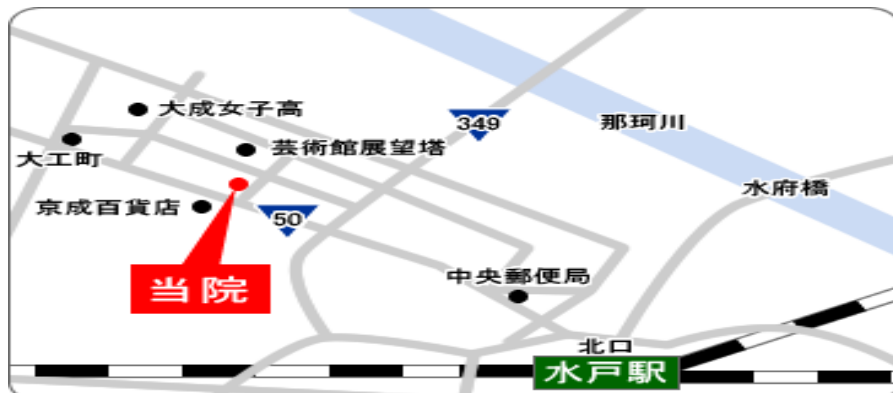 大成女子高
349
那珂川
芸術館展望塔
大工町
水府橋
京成百貨店
50
中央郵便局
当院
北口
水戸駅